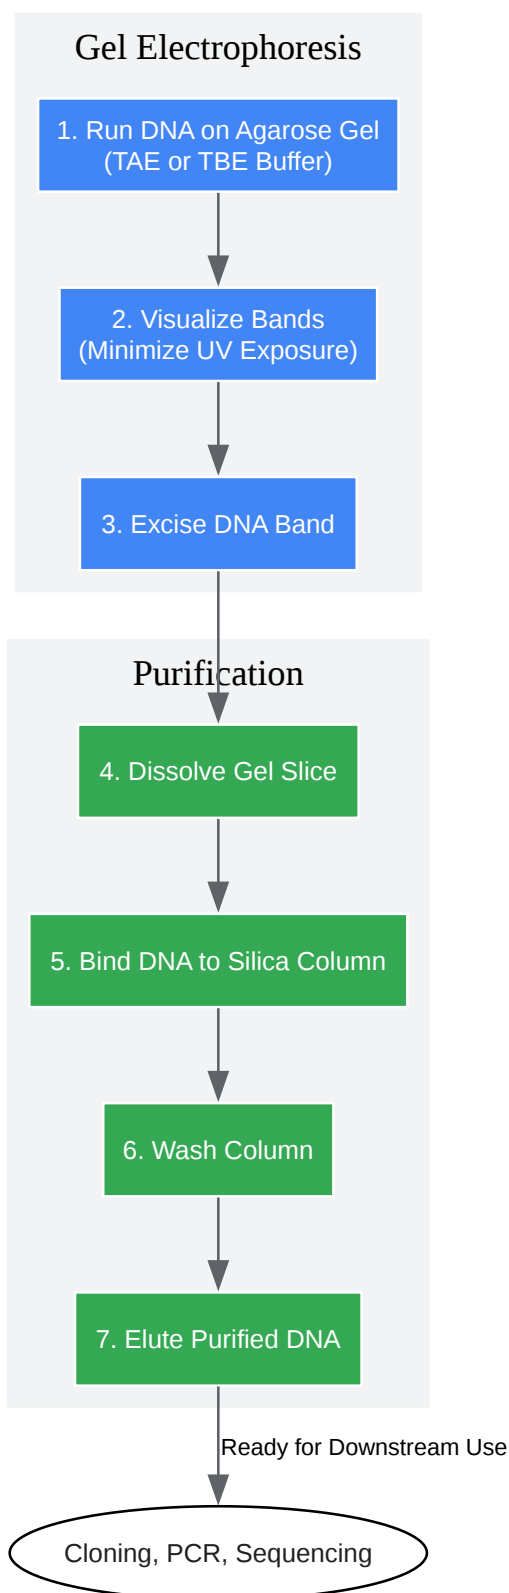 Gel Electrophoresis
1. Run DNA on Agarose Gel
(TAE or TBE Buffer)
2. Visualize Bands
(Minimize UV Exposure)
3. Excise DNA Band
Purification
4. Dissolve Gel Slice
5. Bind DNA to Silica Column
6. Wash Column
7. Elute Purified DNA
Ready for Downstream Use
Cloning, PCR, Sequencing